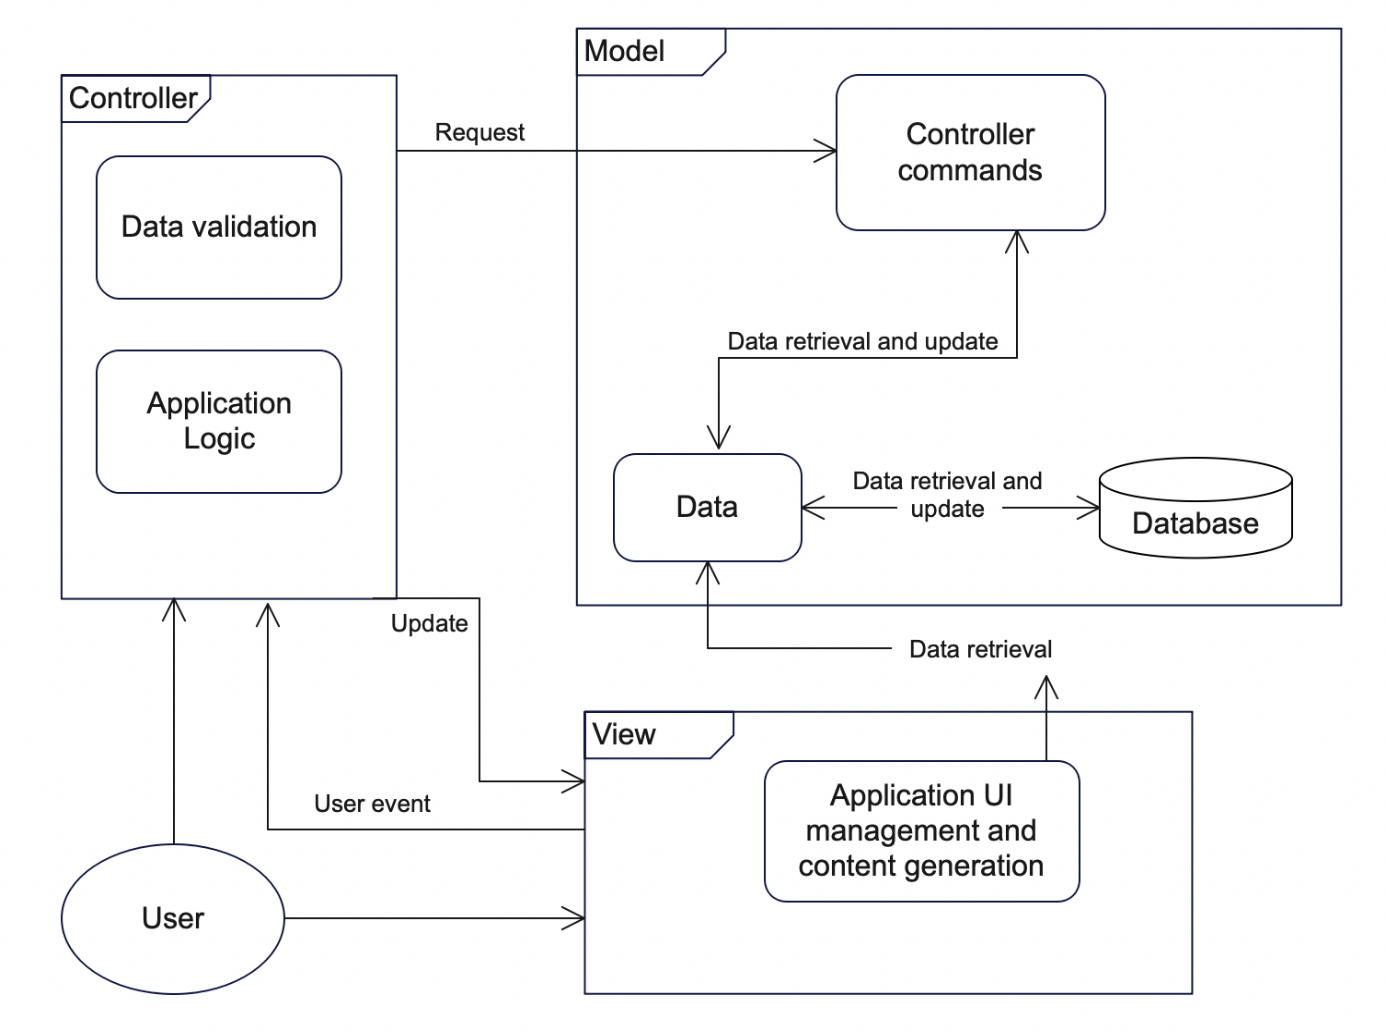 Model
Controller
Request
Controller
commands
Data validation
Data retrieval and update
Application
Logic
Data retrieval and
update
Data
Database
Update
Data retrieval
View
User event
Application UI
management and
content generation
User